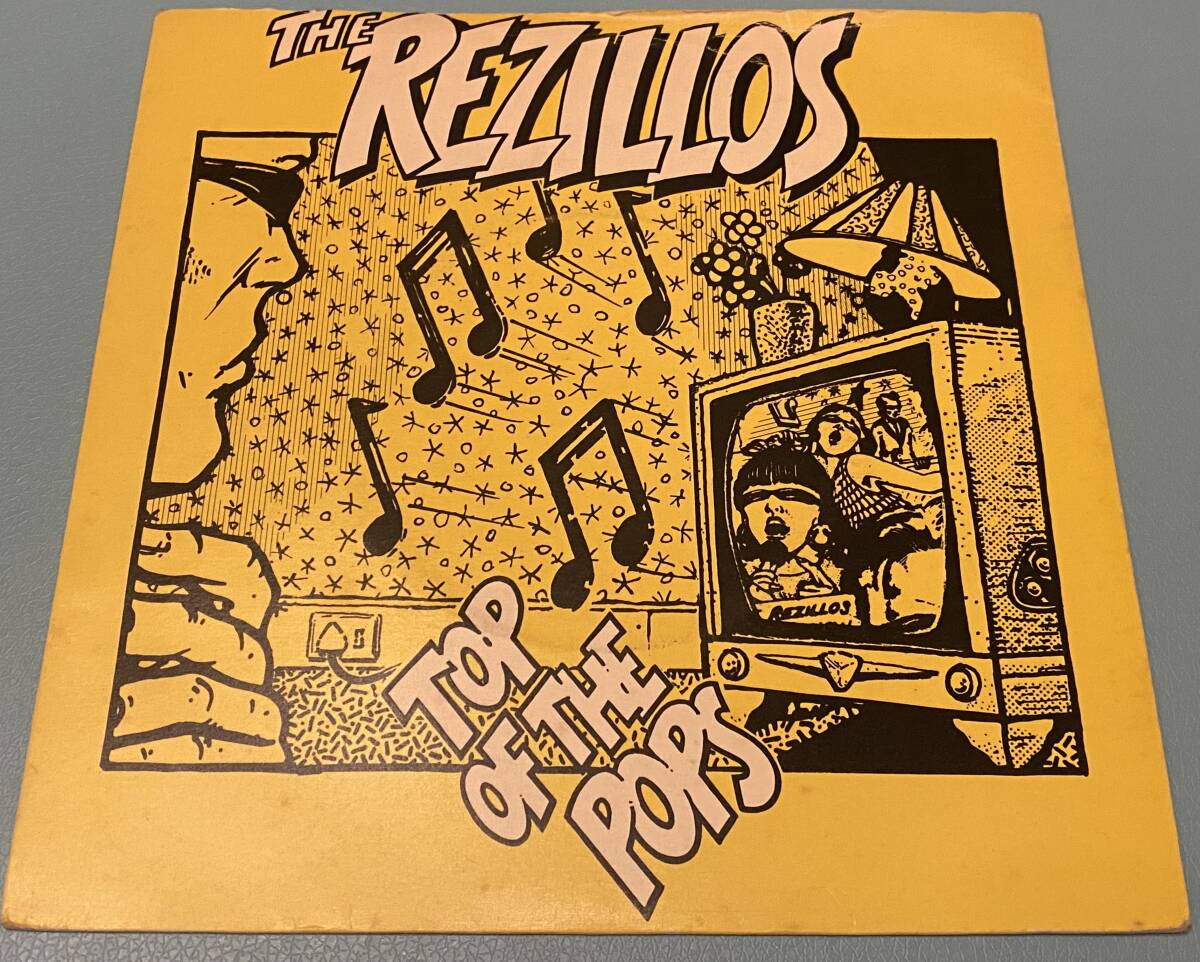 THE REZILLOS
REZILLOS
TOP
OF THE
POPS